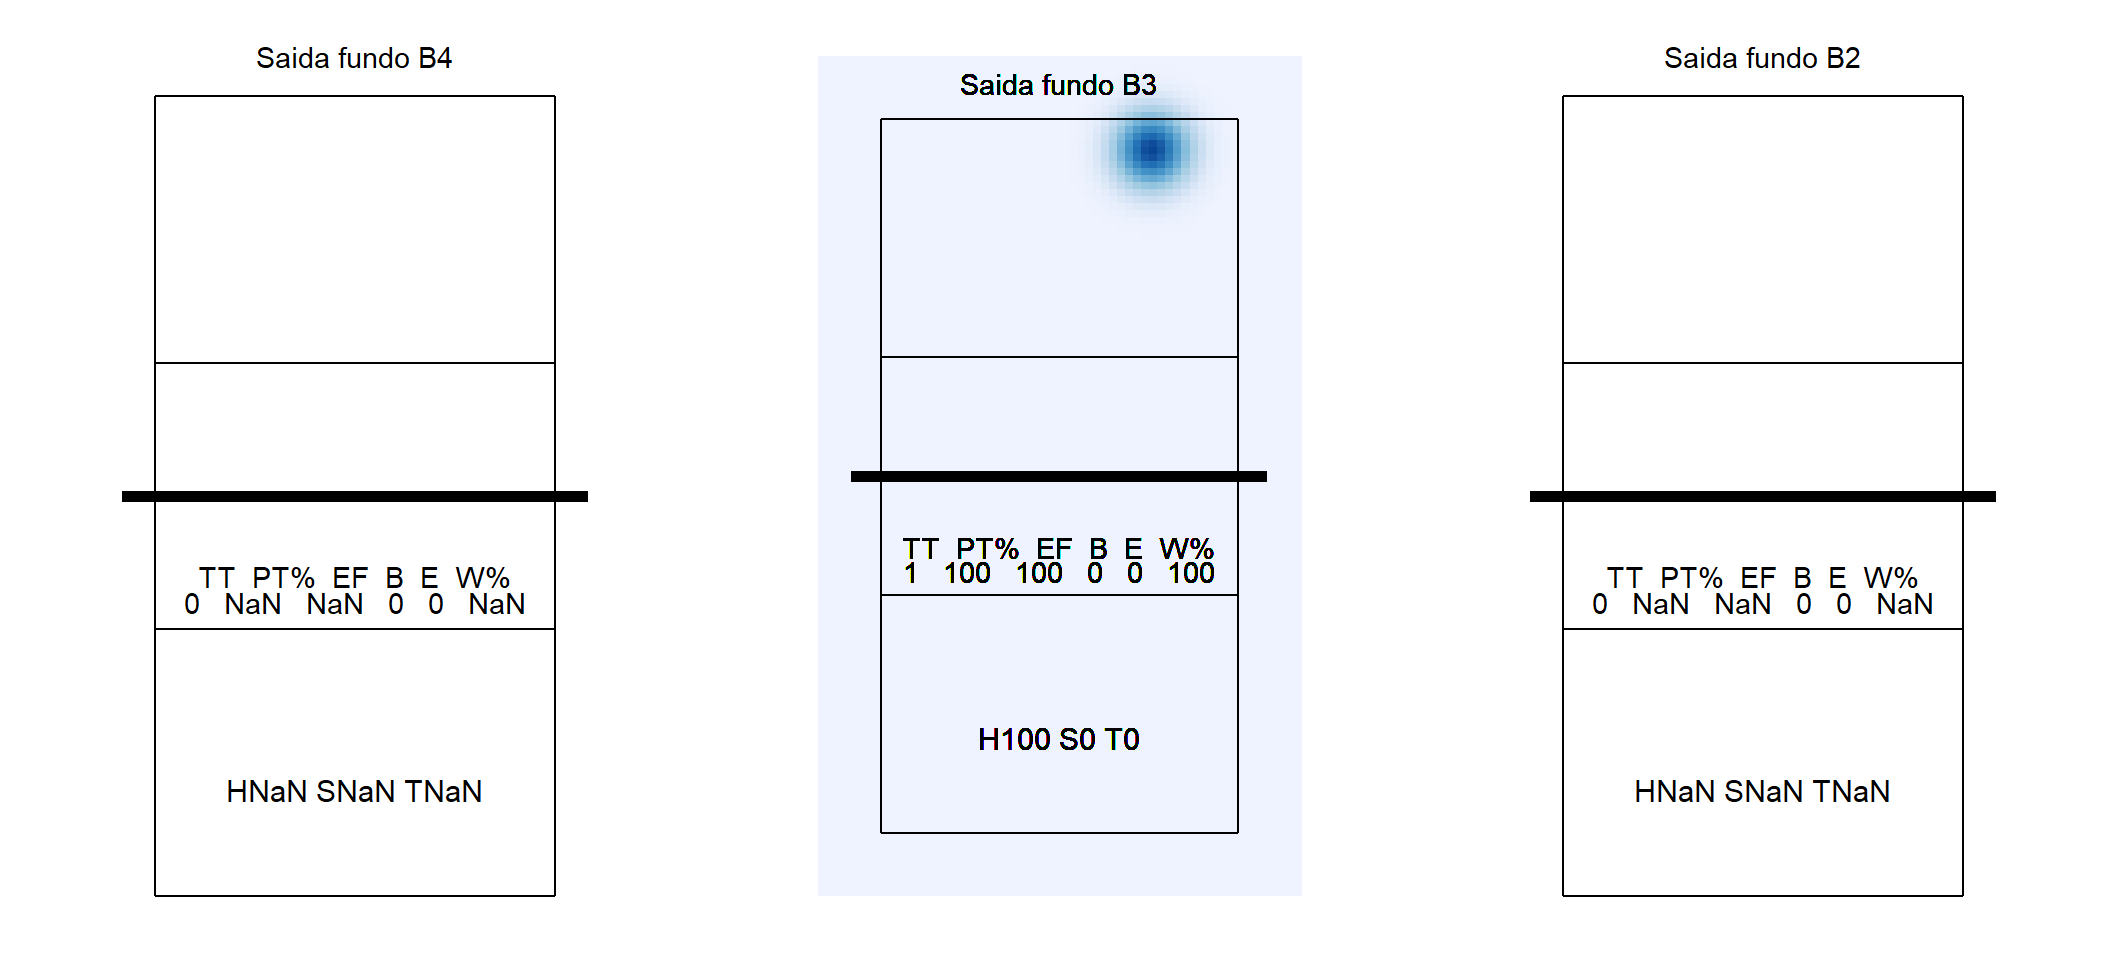 Saida fundo B4
TT PT% EF B E W%
0 NaN NaN 0 0 NaN
HNaN SNaN TNaN
Saida fundo B3
TT PT% EF B E W%
1 100 100 0 0 100
H100 S0 T0
Saida fundo B2
TT PT% EF B E W%
0 NaN NaN 0 0 NaN
HNaN SNaN TNaN